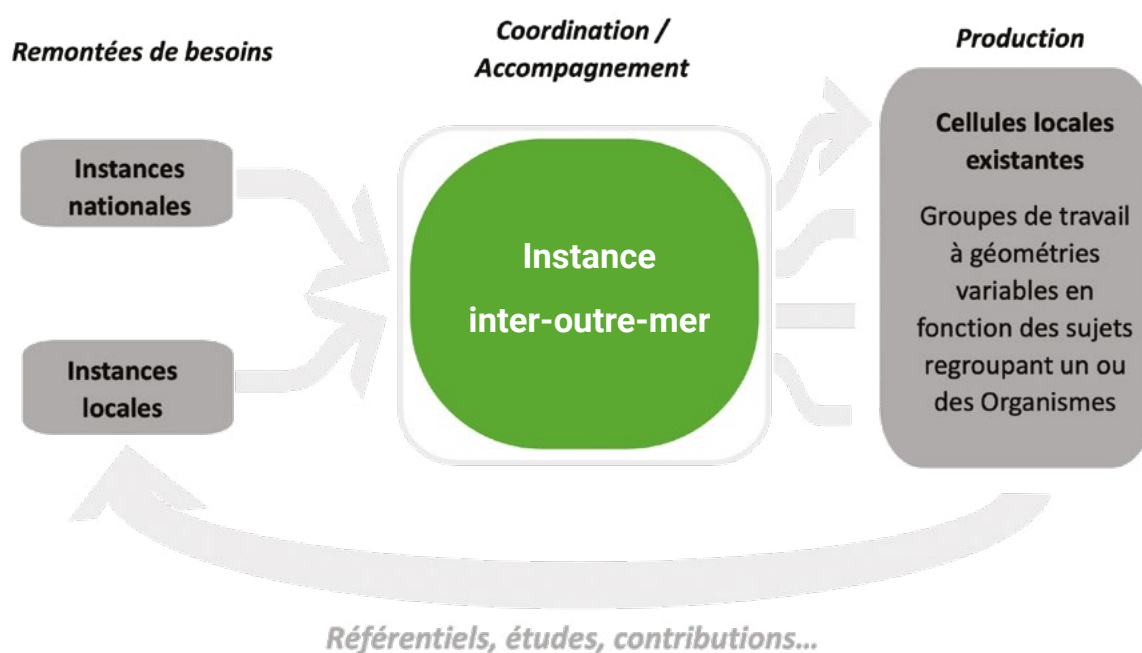 Remontées de besoins
Coordination /
Accompagnement
Production
Instances
nationales
Instances
locales
Instance
inter-outre-mer
Cellules locales
existantes
Groupes de travail
à géométries
variables en
fonction des sujets
regroupant un ou
des Organismes
Référentiels, études, contributions...